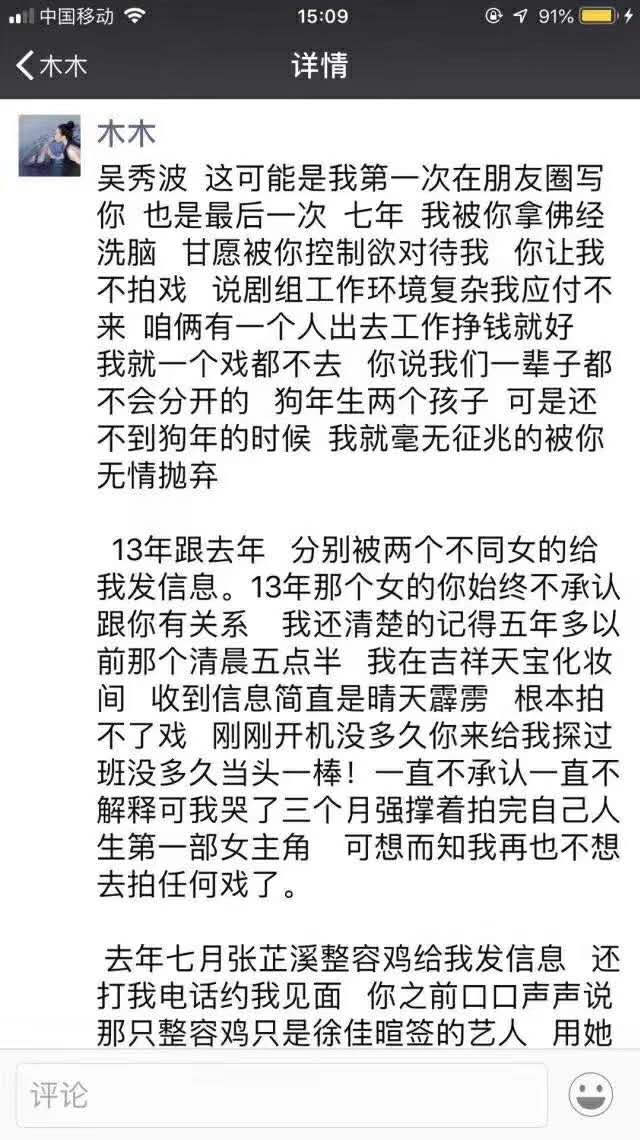 中国移动 15:09 91%
木木 详情
木木
吴秀波 这可能是我第一次在朋友圈写
你 也是最后一次 七年 我被你拿佛经
洗脑 甘愿被你控制欲对待我 你让我
不拍戏 说剧组工作环境复杂我应付不
来 咱俩有一个人出去工作挣钱就好
我就一个戏都不去 你说我们一辈子都
不会分开的 狗年生两个孩子 可是还
不到狗年的时候 我就毫无征兆的被你
无情抛弃
13年跟去年 分别被两个不同女的给
我发信息。13年那个女的你始终不承认
跟你有关系 我还清楚的记得五年多以
前那个清晨五点半 我在吉祥天宝化妆
间 收到信息简直是晴天霹雳 根本拍
不了戏 刚刚开机没多久你来给我探过
班没多久当头一棒！一直不承认一直不
解释可我哭了三个月强撑着拍完自己人
生第一部女主角 可想而知我再也不想
去拍任何戏了。
去年七月张芷溪整容鸡给我发信息 还
打我电话约我见面 你之前口口声声说
那只整容鸡只是徐佳暄签的艺人 用她
评论